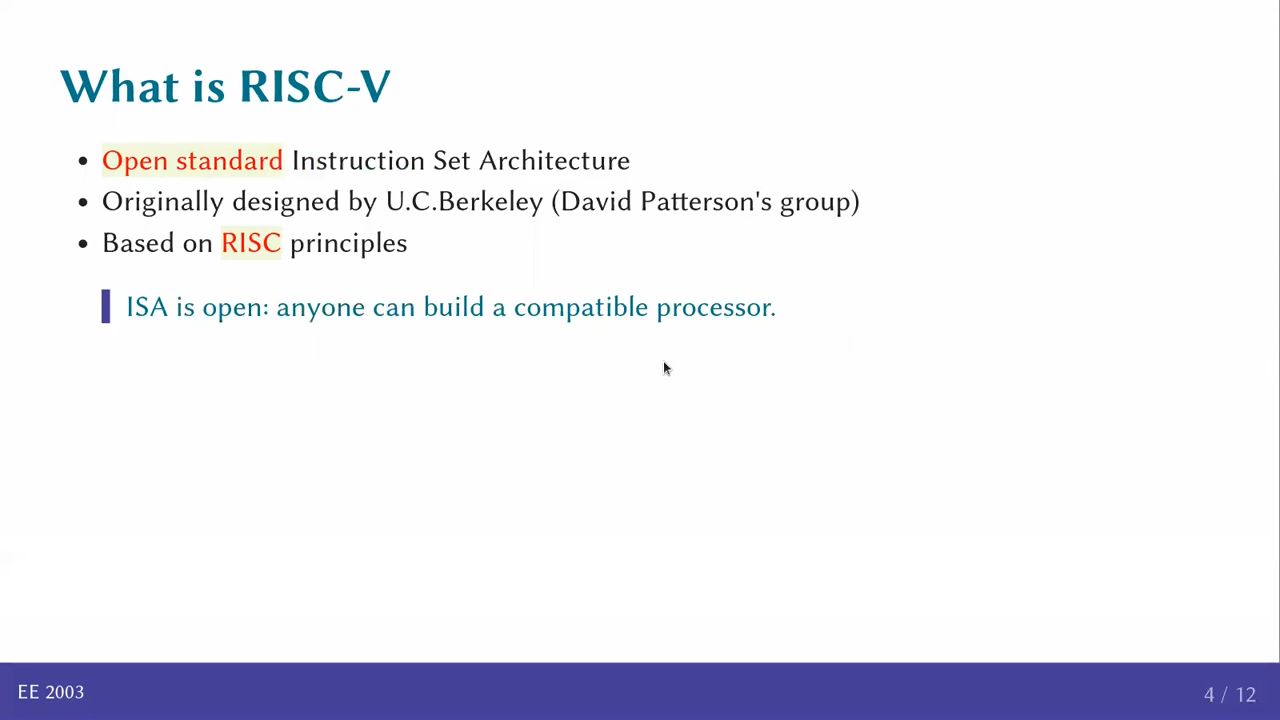 What is RISC-V
• Open standard Instruction Set Architecture
• Originally designed by U.C.Berkeley (David Patterson's group)
• Based on RISC principles
ISA is open: anyone can build a compatible processor.
EE 2003
4 / 12